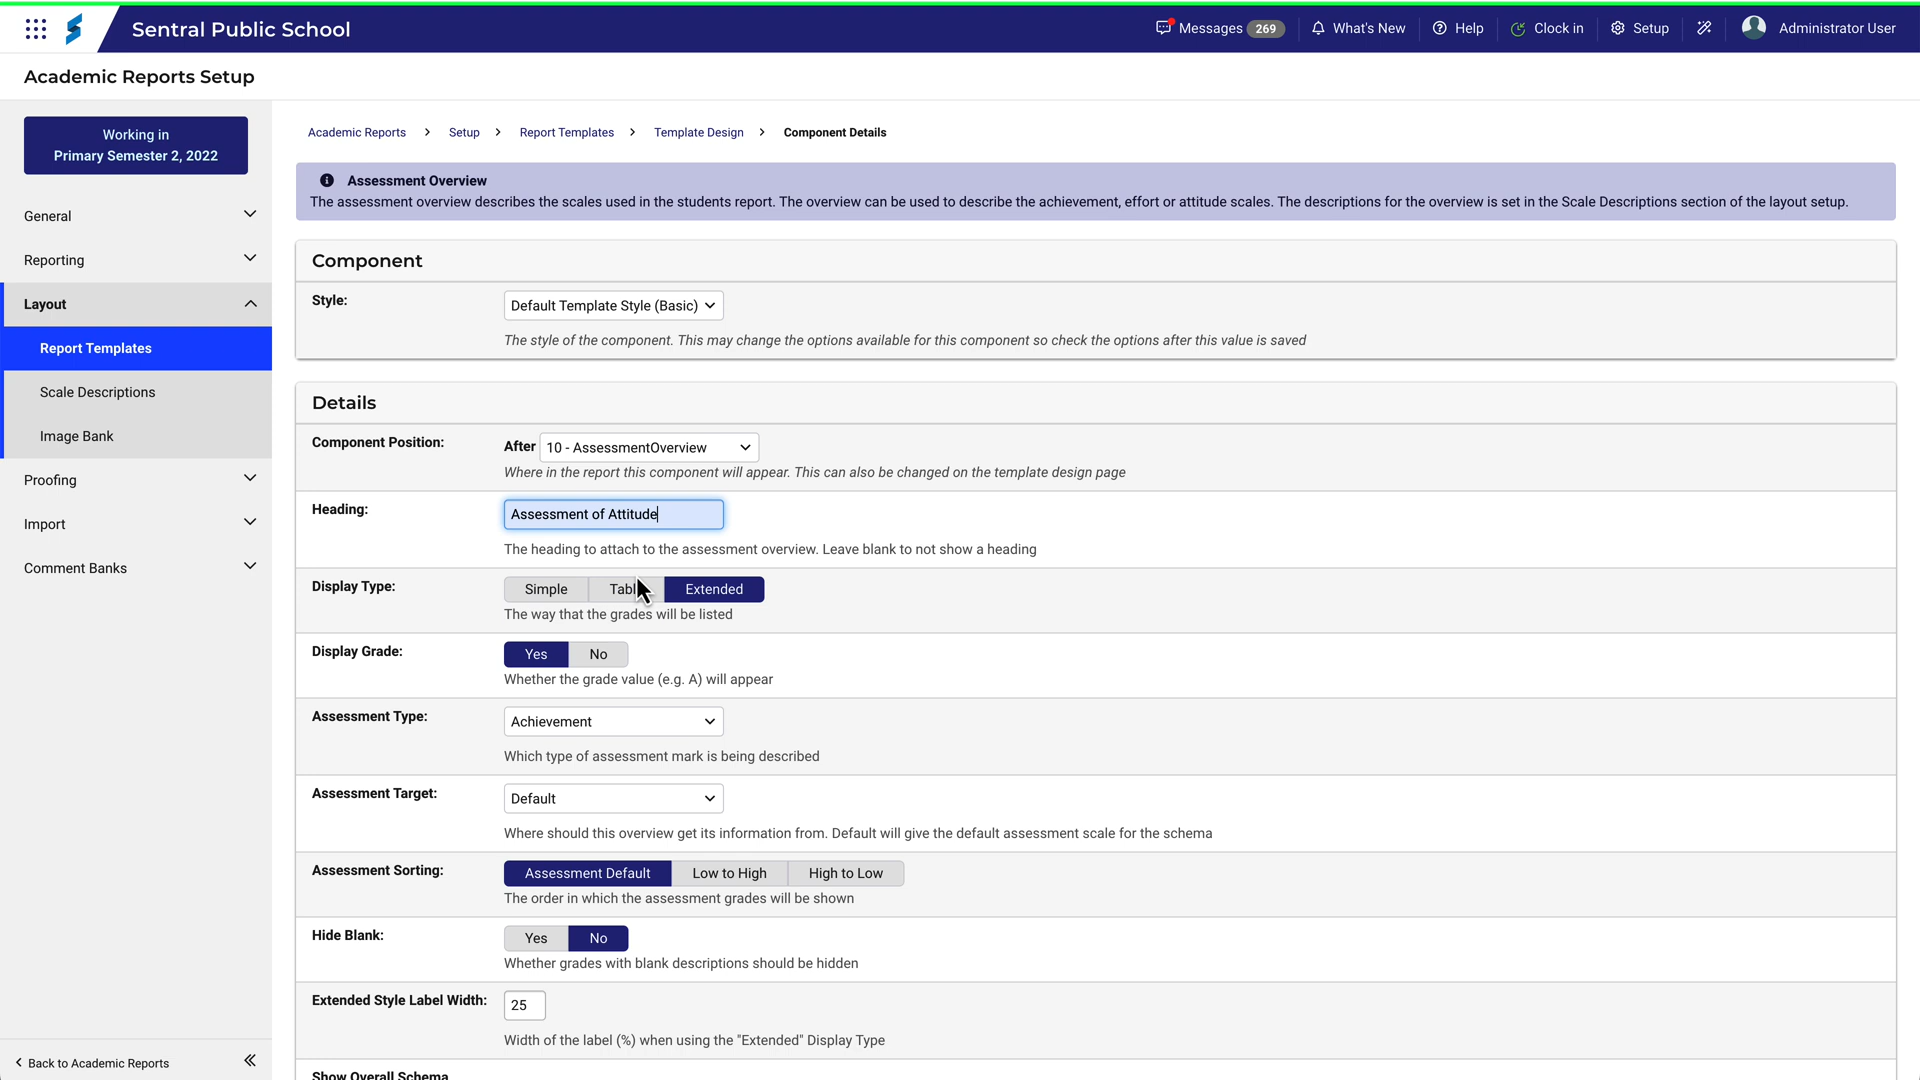 Sentral Public School
Messages 269
What's New
Help
Clock in
Setup
Administrator User
Academic Reports Setup
Working in
Primary Semester 2, 2022
General
Reporting
Layout
Report Templates
Scale Descriptions
Image Bank
Proofing
Import
Comment Banks
Back to Academic Reports
Academic Reports > Setup > Report Templates > Template Design > Component Details
Assessment Overview
The assessment overview describes the scales used in the students report. The overview can be used to describe the achievement, effort or attitude scales. The descriptions for the overview is set in the Scale Descriptions section of the layout setup.
Component
Style: Default Template Style (Basic)
The style of the component. This may change the options available for this component so check the options after this value is saved
Details
Component Position: After 10 - AssessmentOverview
Where in the report this component will appear. This can also be changed on the template design page
Heading: Assessment of Attitude
The heading to attach to the assessment overview. Leave blank to not show a heading
Display Type: Simple Extended
The way that the grades will be listed
Display Grade: Yes No
Whether the grade value (e.g. A) will appear
Assessment Type: Achievement
Which type of assessment mark is being described
Assessment Target: Default
Where should this overview get its information from. Default will give the default assessment scale for the schema
Assessment Sorting: Assessment Default Low to High High to Low
The order in which the assessment grades will be shown
Hide Blank: Yes No
Whether grades with blank descriptions should be hidden
Extended Style Label Width: 25
Width of the label (%) when using the "Extended" Display Type
Show Overall Schema